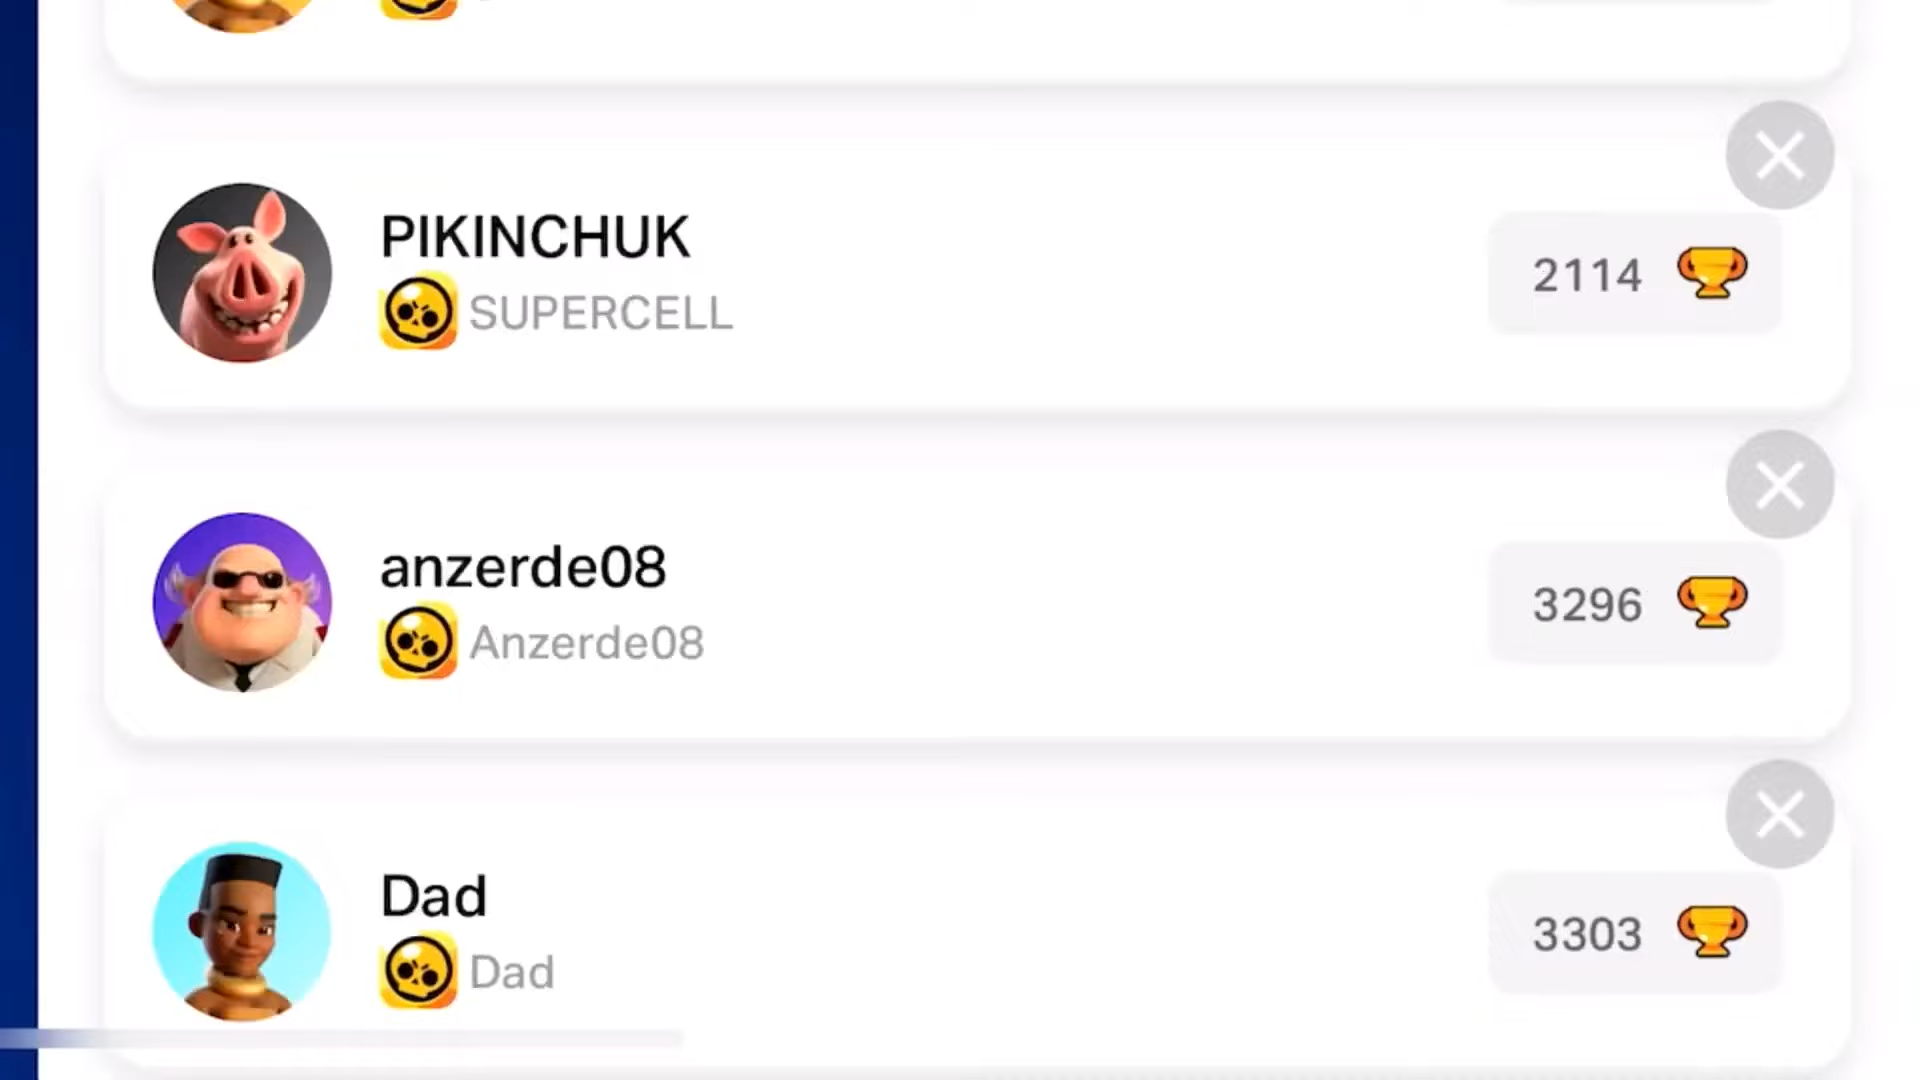 PIKINCHUK
SUPERCELL
2114
anzerde08
Anzerde08
3296
Dad
Dad
3303